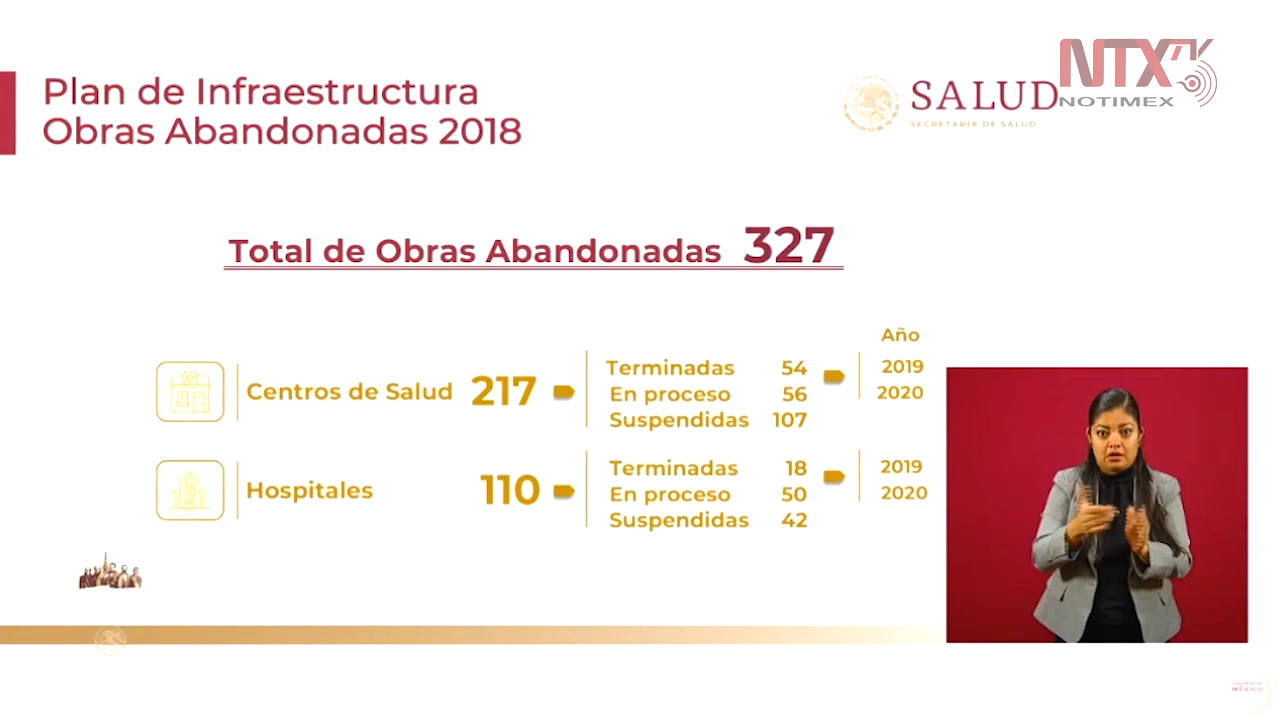 Plan de Infraestructura
Obras Abandonadas 2018
SALUD
SECRETARÍA DE SALUD
NTX
NOTIMEX
Total de Obras Abandonadas 327
Año
Centros de Salud 217
Terminadas 54
En proceso 56
Suspendidas 107
2019
2020
Hospitales 110
Terminadas 18
En proceso 50
Suspendidas 42
2019
2020
MÉXICO